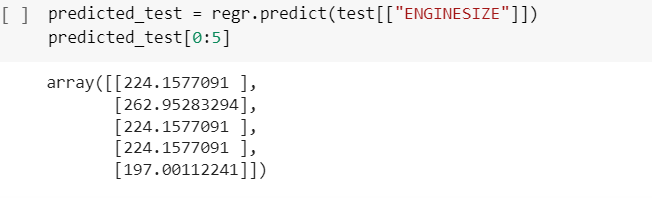 [ ] predicted_test = regr.predict(test[["ENGINESIZE"]])
predicted_test[0:5]
array([[224.1577091 ],
[262.95283294],
[224.1577091 ],
[224.1577091 ],
[197.00112241]])